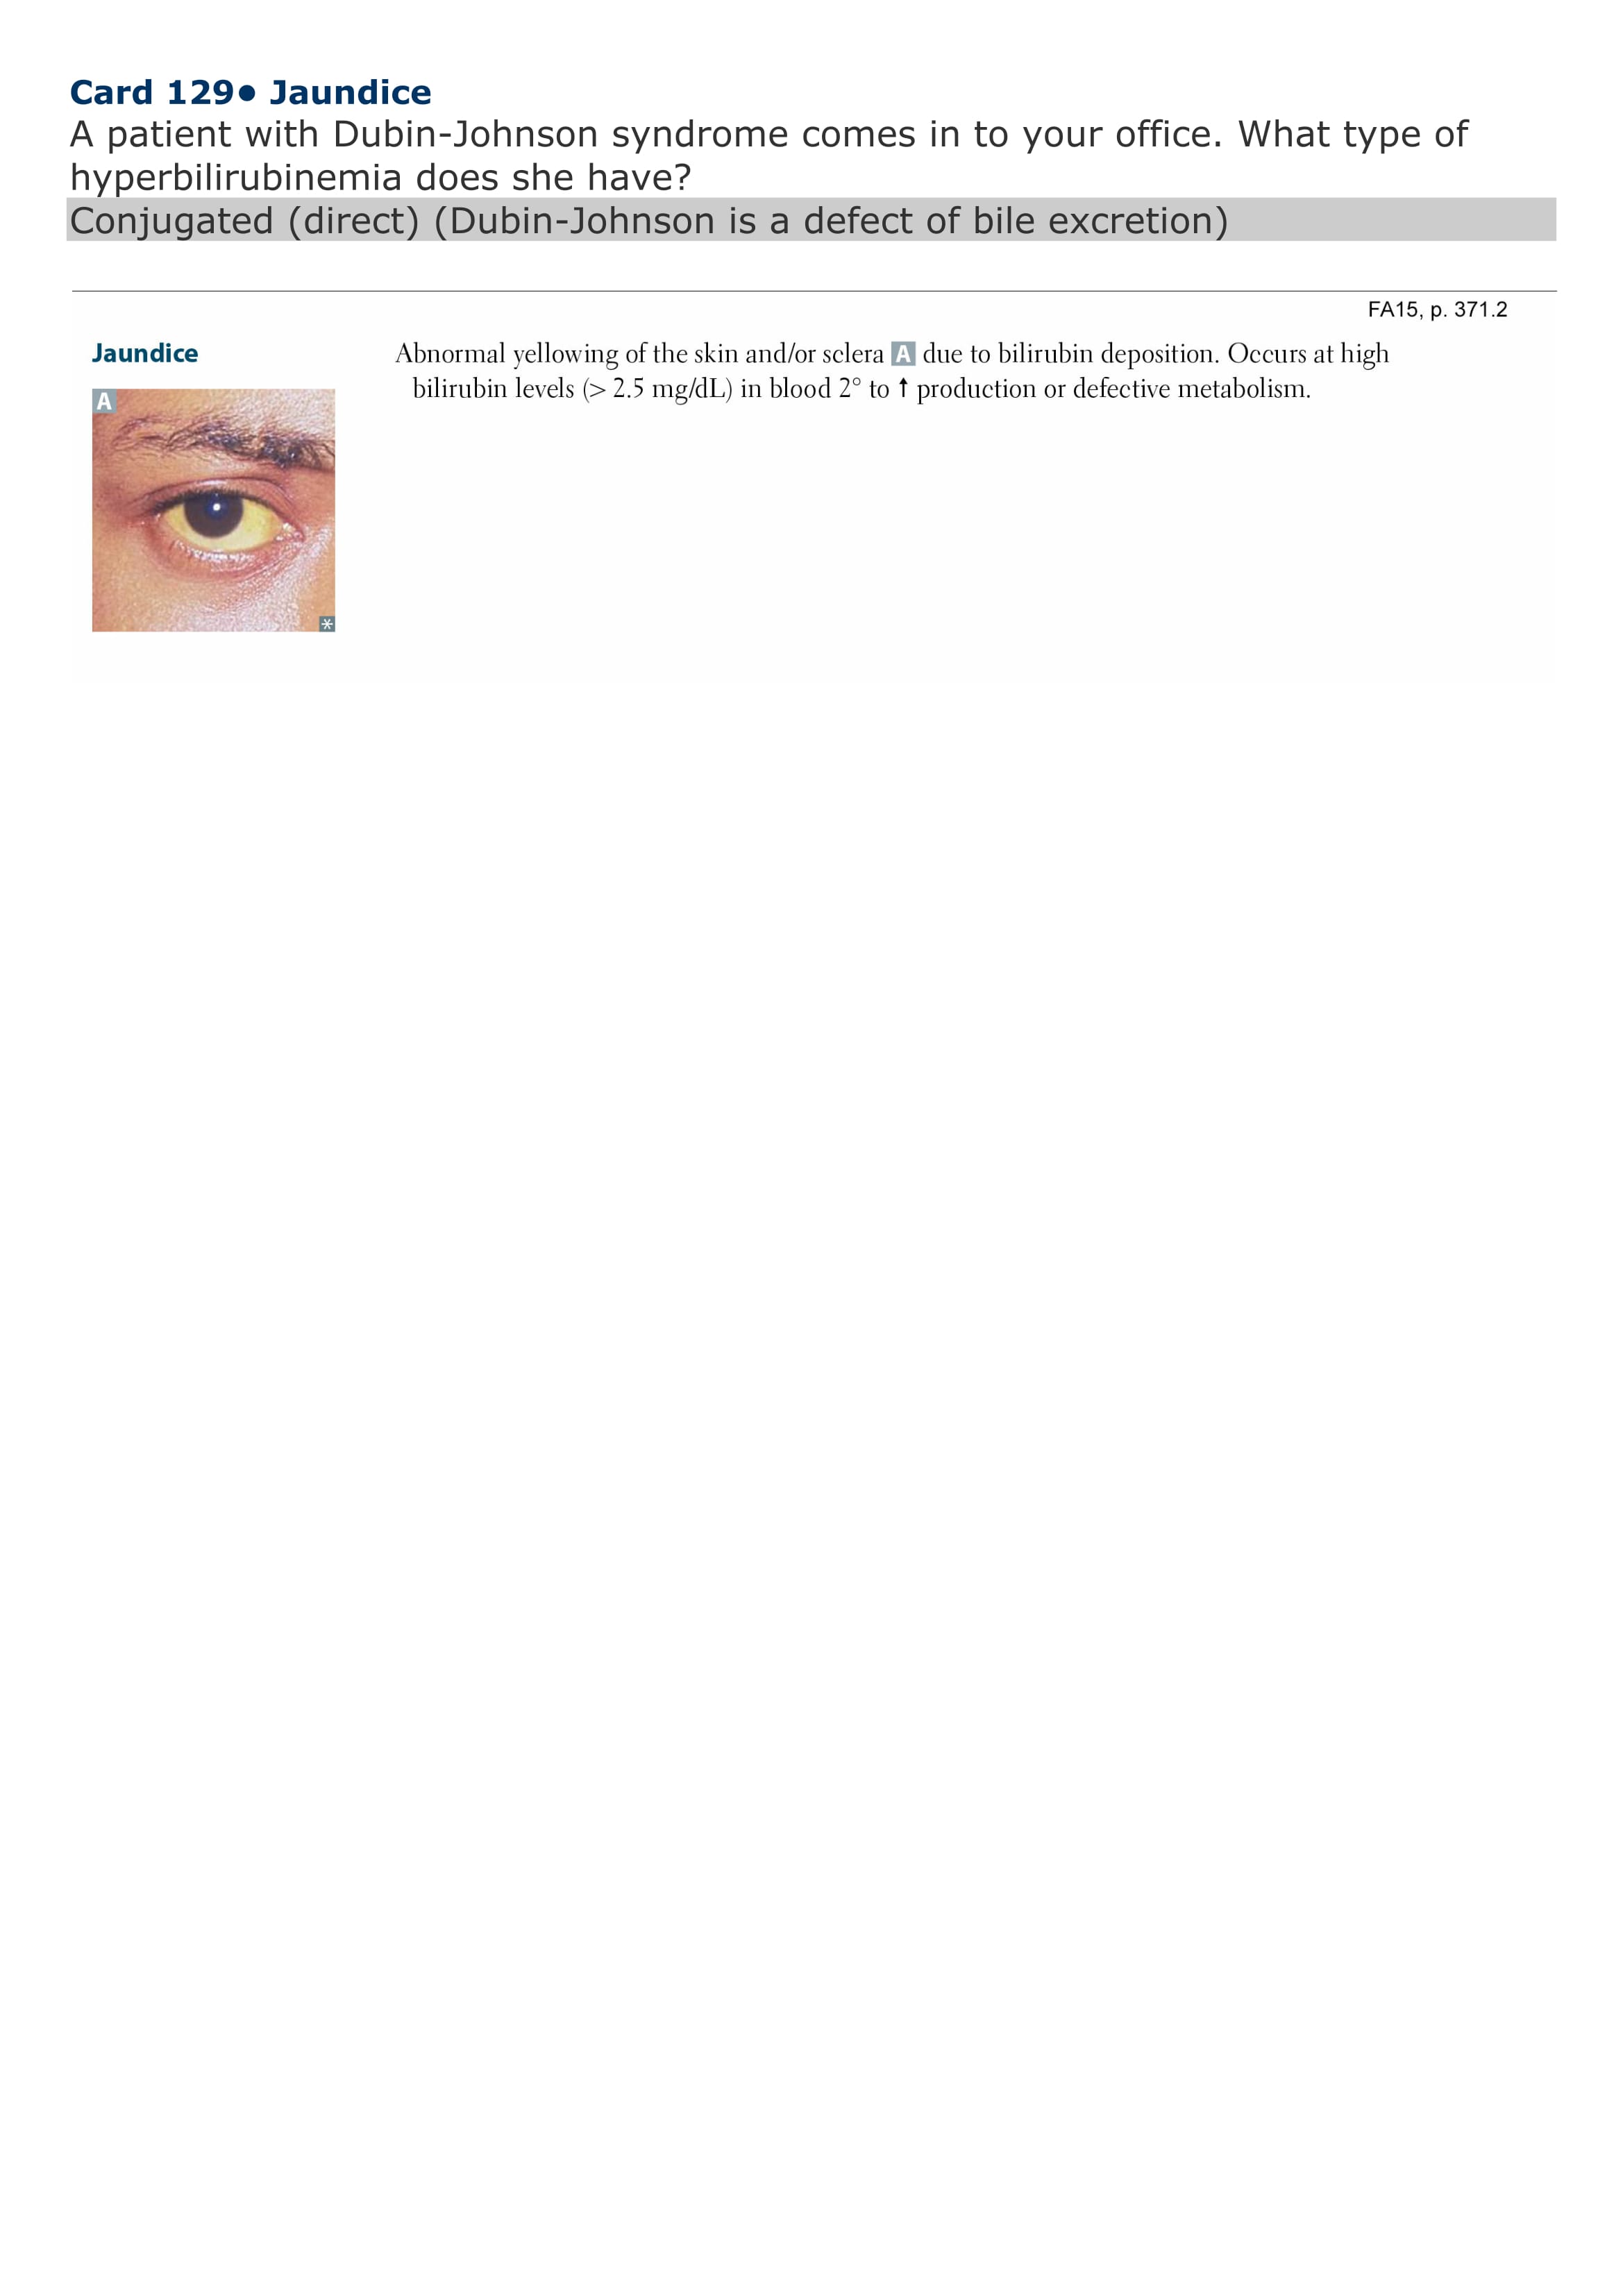 Card 129● Jaundice
A patient with Dubin-Johnson syndrome comes in to your office. What type of
hyperbilirubinemia does she have?
Conjugated (direct) (Dubin-Johnson is a defect of bile excretion)
FA15, p. 371.2
Jaundice
Abnormal yellowing of the skin and/or sclera A due to bilirubin deposition. Occurs at high
bilirubin levels (> 2.5 mg/dL) in blood 2° to ↑ production or defective metabolism.
A
*